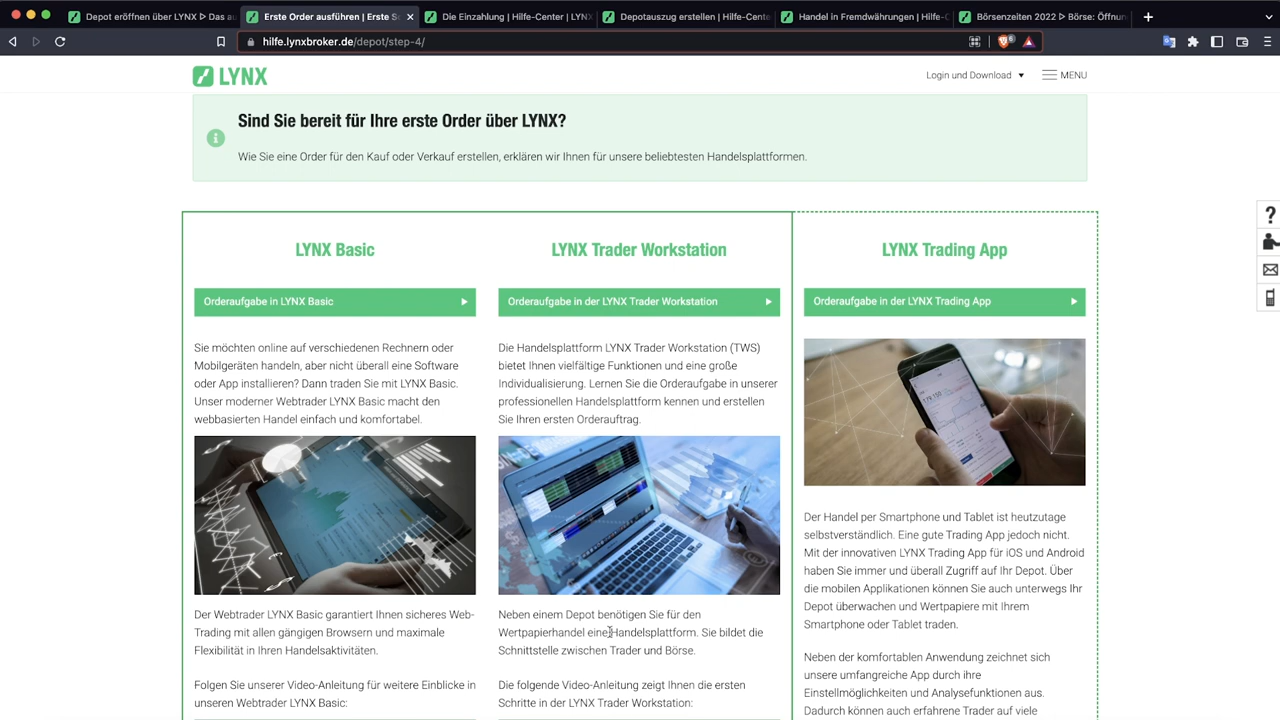 Depot eröffnen über LYNX ᐅ Das au
Erste Order ausführen | Erste Sc
Die Einzahlung | Hilfe-Center | LYNX
Depotauszug erstellen | Hilfe-Cente
Handel in Fremdwährungen | Hilfe-C
Börsenzeiten 2022 ᐅ Börse: Öffnun
hilfe.lynxbroker.de/depot/step-4/
6
LYNX
Login und Download
MENU
Sind Sie bereit für Ihre erste Order über LYNX?
Wie Sie eine Order für den Kauf oder Verkauf erstellen, erklären wir Ihnen für unsere beliebtesten Handelsplattformen.
LYNX Basic
Orderaufgabe in LYNX Basic
Sie möchten online auf verschiedenen Rechnern oder
Mobilgeräten handeln, aber nicht überall eine Software
oder App installieren? Dann traden Sie mit LYNX Basic.
Unser moderner Webtrader LYNX Basic macht den
webbasierten Handel einfach und komfortabel.
Der Webtrader LYNX Basic garantiert Ihnen sicheres Web-
Trading mit allen gängigen Browsern und maximale
Flexibilität in Ihren Handelsaktivitäten.
Folgen Sie unserer Video-Anleitung für weitere Einblicke in
unseren Webtrader LYNX Basic:
LYNX Trader Workstation
Orderaufgabe in der LYNX Trader Workstation
Die Handelsplattform LYNX Trader Workstation (TWS)
bietet Ihnen vielfältige Funktionen und eine große
Individualisierung. Lernen Sie die Orderaufgabe in unserer
professionellen Handelsplattform kennen und erstellen
Sie Ihren ersten Orderauftrag.
Neben einem Depot benötigen Sie für den
Wertpapierhandel eine Handelsplattform. Sie bildet die
Schnittstelle zwischen Trader und Börse.
Die folgende Video-Anleitung zeigt Ihnen die ersten
Schritte in der LYNX Trader Workstation:
LYNX Trading App
Orderaufgabe in der LYNX Trading App
179.150
Der Handel per Smartphone und Tablet ist heutzutage
selbstverständlich. Eine gute Trading App jedoch nicht.
Mit der innovativen LYNX Trading App für iOS und Android
haben Sie immer und überall Zugriff auf Ihr Depot. Über
die mobilen Applikationen können Sie auch unterwegs Ihr
Depot überwachen und Wertpapiere mit Ihrem
Smartphone oder Tablet traden.
Neben der komfortablen Anwendung zeichnet sich
unsere umfangreiche App durch ihre
Einstellmöglichkeiten und Analysefunktionen aus.
Dadurch können auch erfahrene Trader auf viele
?